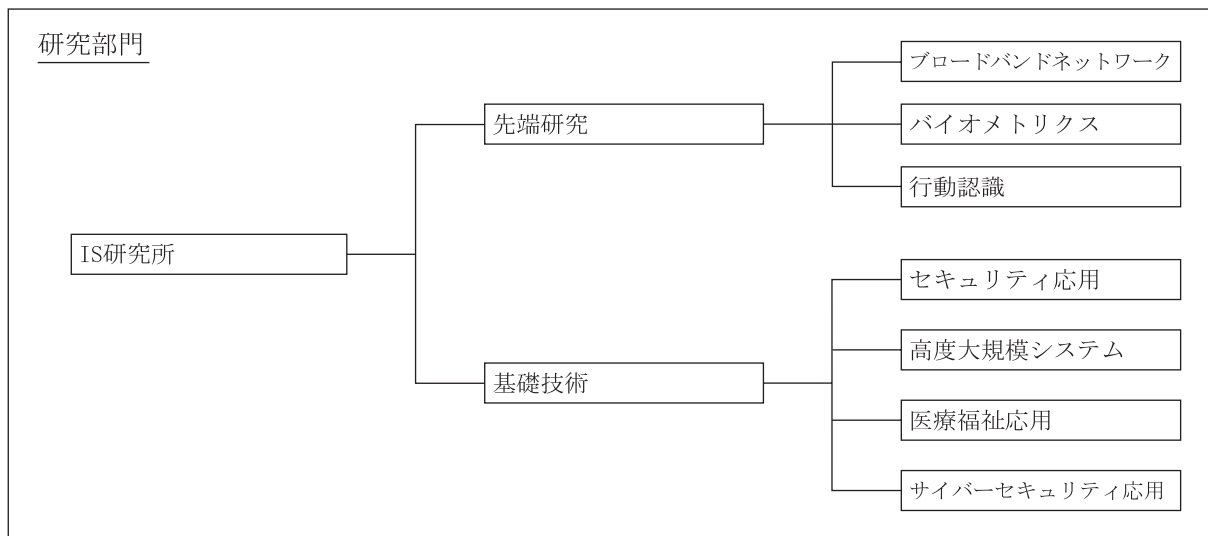 研究部門
IS研究所
先端研究
ブロードバンドネットワーク
バイオメトリクス
行動認識
基礎技術
セキュリティ応用
高度大規模システム
医療福祉応用
サイバーセキュリティ応用